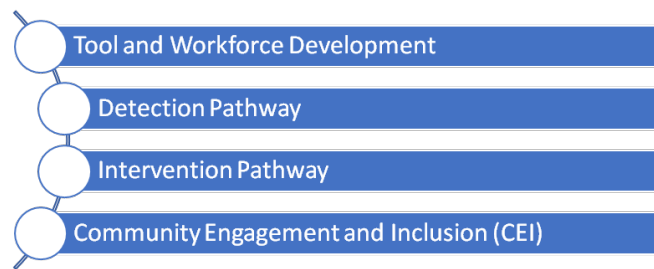 Tool and Workforce Development
Detection Pathway
Intervention Pathway
Community Engagement and Inclusion (CEI)